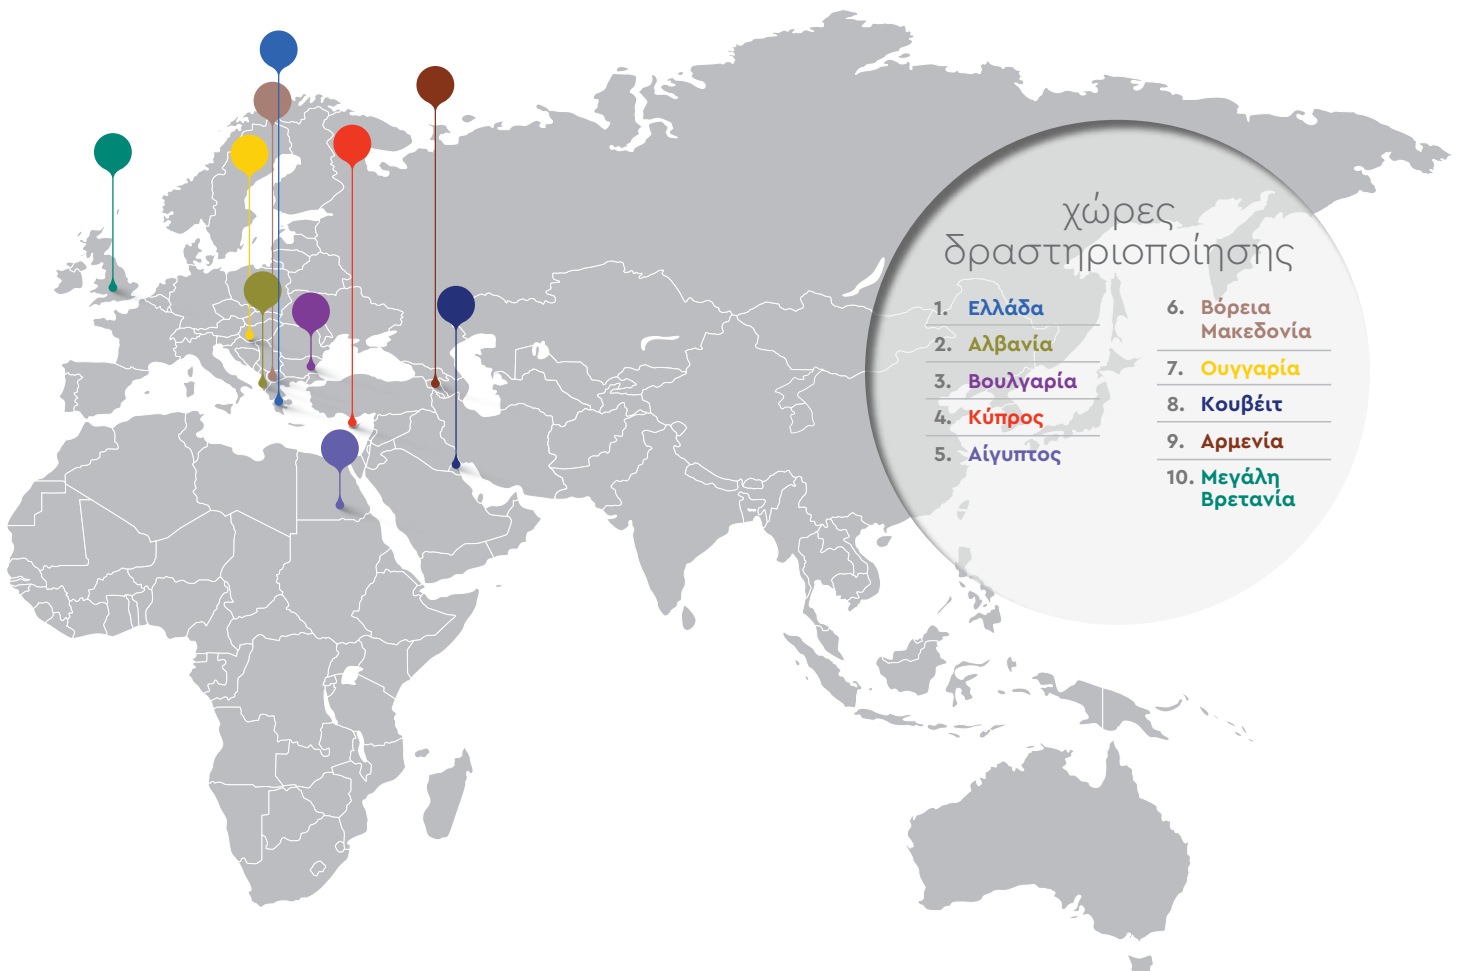 χώρες
δραστηριοποίησης
1. Ελλάδα
2. Αλβανία
3. Βουλγαρία
4. Κύπρος
5. Αίγυπτος
6. Βόρεια
Μακεδονία
7. Ουγγαρία
8. Κουβέιτ
9. Αρμενία
10. Μεγάλη
Βρετανία